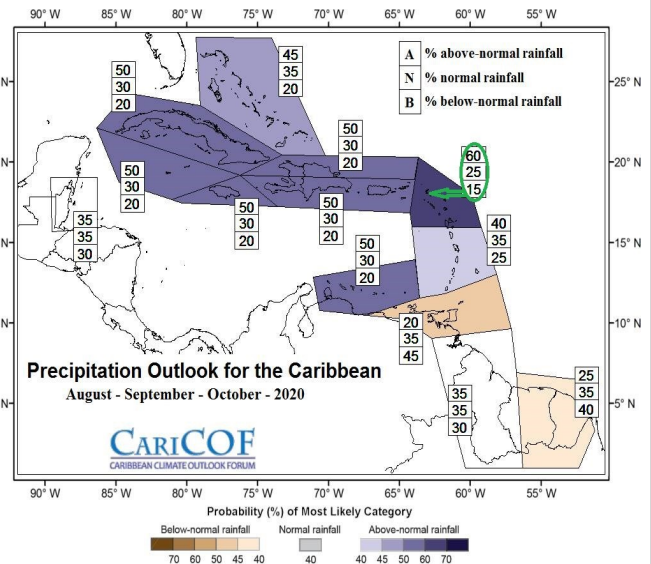 90° W 85° W 80° W 75° W 70° W 65° W 60° W 55° W
A % above-normal rainfall
N % normal rainfall
B % below-normal rainfall
45
35
20
50
30
20
50
30
20
60
25
15
50
30
20
50
30
20
50
30
20
35
35
30
40
35
25
50
30
20
20
35
45
25
35
40
35
35
30
N
25° N
N
20° N
N
15° N
N
10° N
N
5° N
Precipitation Outlook for the Caribbean
August - September - October - 2020
CARICOF
CARIBBEAN CLIMATE OUTLOOK FORUM
90° W 85° W 80° W 75° W 70° W 65° W 60° W 55° W
Probability (%) of Most Likely Category
Below-normal rainfall Normal rainfall Above-normal rainfall
70 60 50 45 40 40 40 45 50 60 70